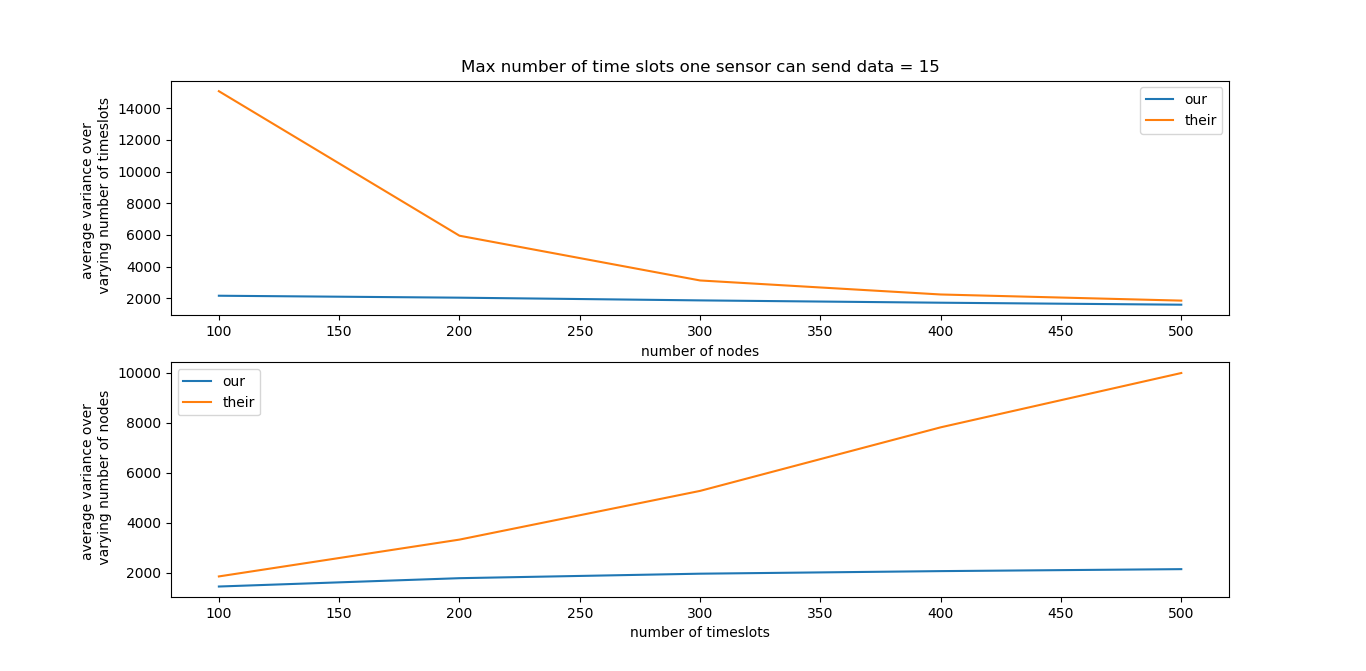 Max number of time slots one sensor can send data = 15
average variance over
varying number of timeslots
14000
12000
10000
8000
6000
4000
2000
our
their
100 150 200 250 300 350 400 450 500
number of nodes
average variance over
varying number of nodes
10000
8000
6000
4000
2000
our
their
100 150 200 250 300 350 400 450 500
number of timeslots